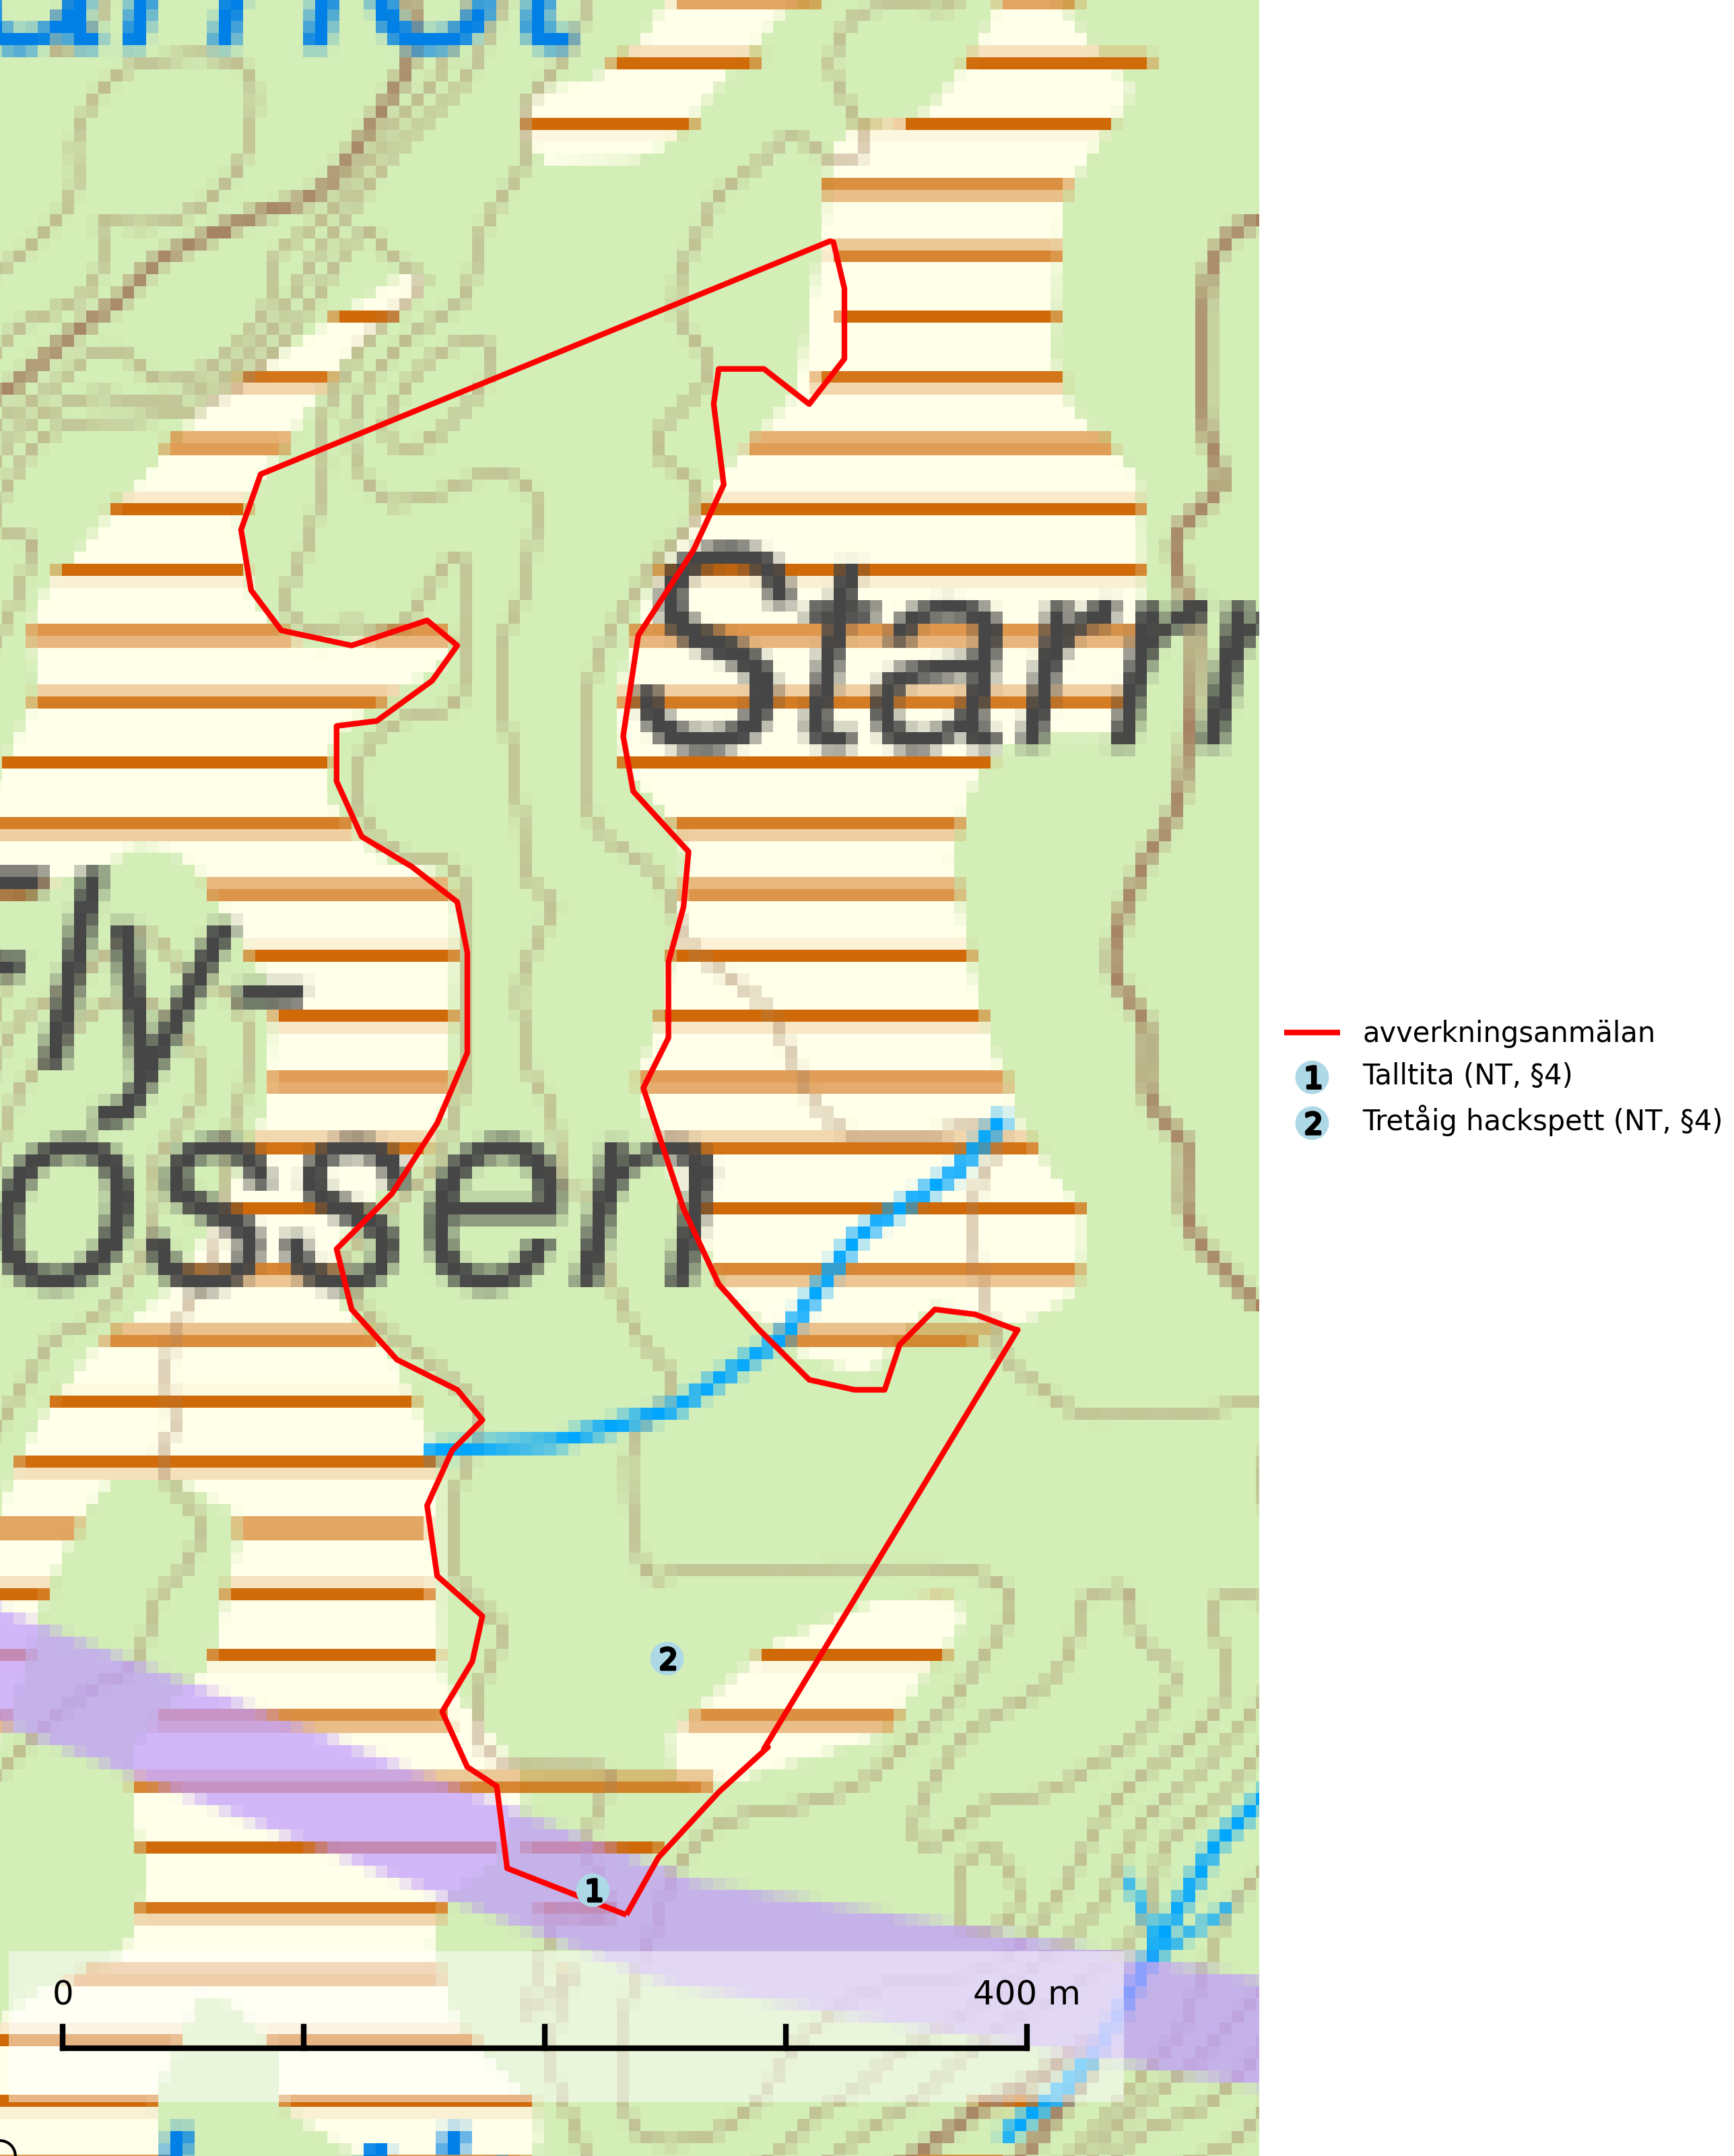 Starr
Fly-
ossen
avverkningsanmälan
1 Talltita (NT, §4)
2 Tretåig hackspett (NT, §4)
2
1
0 400 m